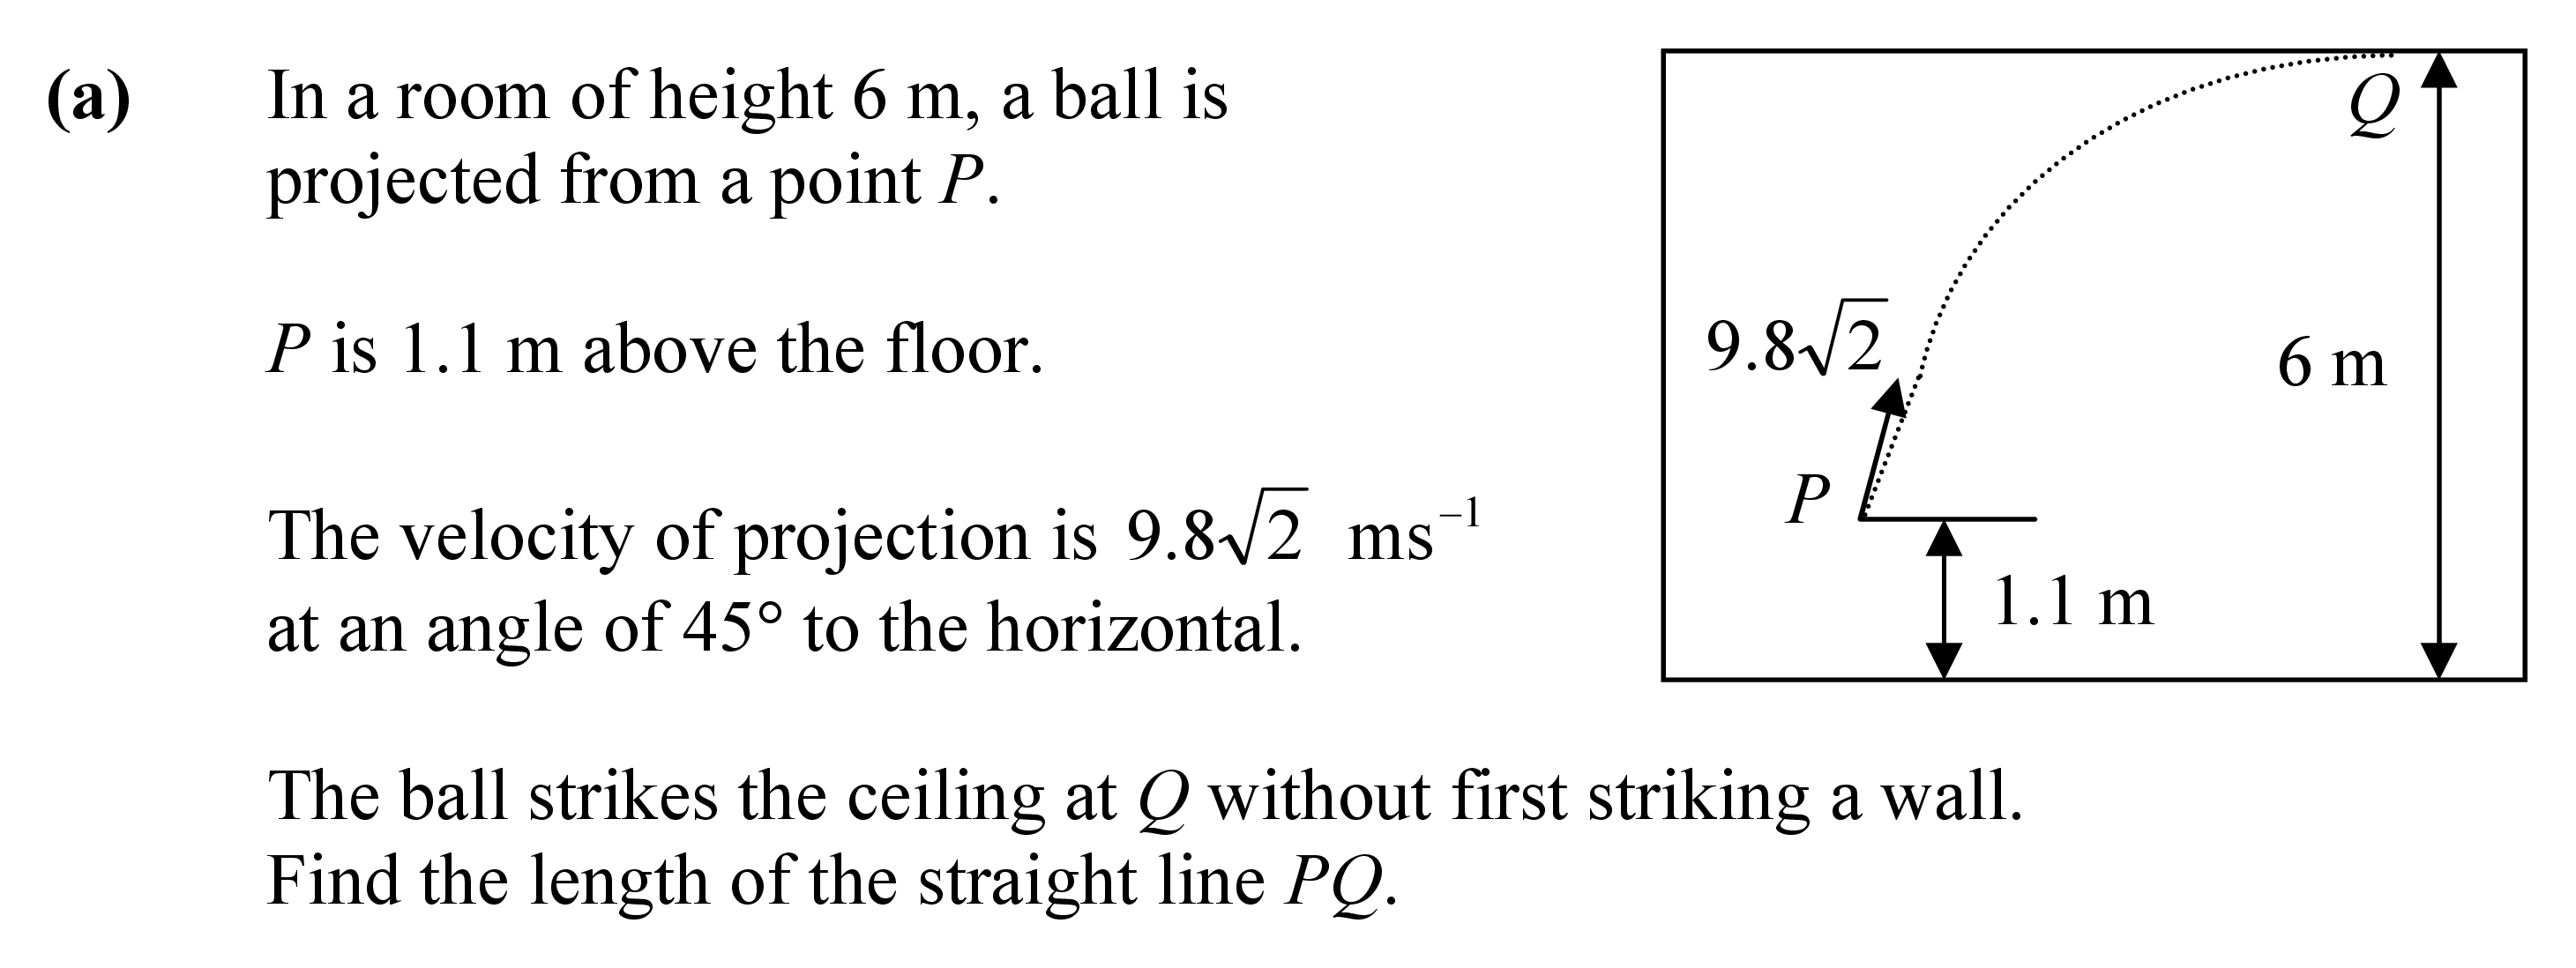 (a) In a room of height 6 m, a ball is
projected from a point P.
P is 1.1 m above the floor.
The velocity of projection is 9.8√2 ms⁻¹
at an angle of 45° to the horizontal.
The ball strikes the ceiling at Q without first striking a wall.
Find the length of the straight line PQ.
Q
9.8√2
6 m
P
1.1 m